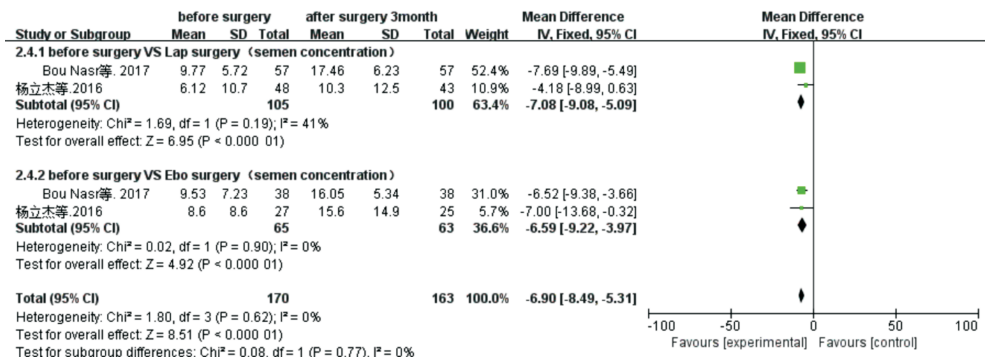 before surgery after surgery 3month Mean Difference Mean Difference
Study or Subgroup Mean SD Total Mean SD Total Weight IV, Fixed, 95% CI IV, Fixed, 95% CI
2.4.1 before surgery VS Lap surgery（semen concentration）
Bou Nasr等. 2017 9.77 5.72 57 17.46 6.23 57 52.4% -7.69 [-9.89, -5.49]
杨立杰等.2016 6.12 10.7 48 10.3 12.5 43 10.9% -4.18 [-8.99, 0.63]
Subtotal (95% CI) 105 100 63.4% -7.08 [-9.08, -5.09]
Heterogeneity: Chi² = 1.69, df = 1 (P = 0.19); I² = 41%
Test for overall effect: Z = 6.95 (P < 0.000 01)
2.4.2 before surgery VS Ebo surgery（semen concentration）
Bou Nasr等. 2017 9.53 7.23 38 16.05 5.34 38 31.0% -6.52 [-9.38, -3.66]
杨立杰等.2016 8.6 8.6 27 15.6 14.9 25 5.7% -7.00 [-13.68, -0.32]
Subtotal (95% CI) 65 63 36.6% -6.59 [-9.22, -3.97]
Heterogeneity: Chi² = 0.02, df = 1 (P = 0.90); I² = 0%
Test for overall effect: Z = 4.92 (P < 0.000 01)
Total (95% CI) 170 163 100.0% -6.90 [-8.49, -5.31]
Heterogeneity: Chi² = 1.80, df = 3 (P = 0.62); I² = 0%
Test for overall effect: Z = 8.51 (P < 0.000 01)
Test for subgroup differences: Chi² = 0.08, df = 1 (P = 0.77), I² = 0%
-100 -50 0 50 100
Favours [experimental] Favours [control]